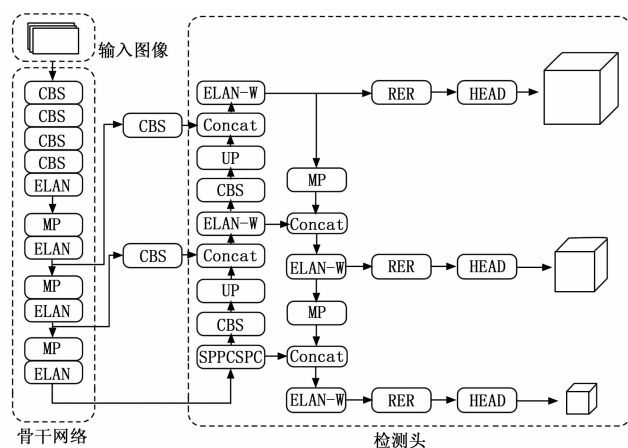 输入图像
CBS
CBS
CBS
CBS
ELAN
MP
ELAN
MP
ELAN
MP
ELAN
骨干网络
CBS
CBS
ELAN-W
Concat
UP
CBS
ELAN-W
Concat
UP
CBS
SPPCSPC
MP
Concat
ELAN-W
MP
Concat
ELAN-W
RER
HEAD
RER
HEAD
RER
HEAD
检测头